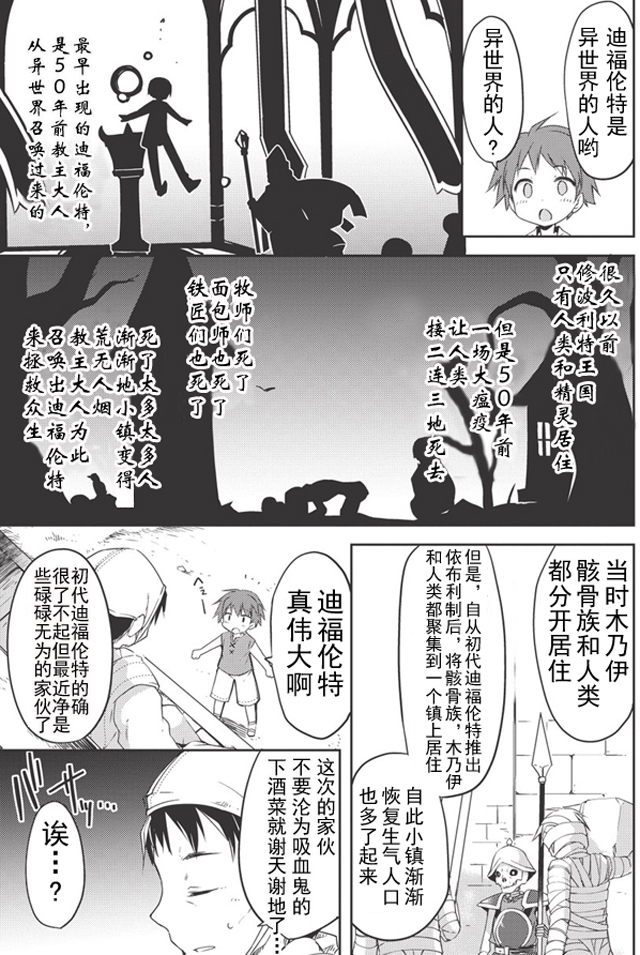 迪福伦特是
异世界的人哟
异世界的人？
最早出现的迪福伦特，
是50年前教主大人
从异世界召唤过来的
很久以前
修波利特王国
只有人类和精灵居住
但是50年前
一场大瘟疫
让人类
接二连三地死去
牧师们死了
面包师也死了
铁匠们也死了
死了太多太多人
渐渐地小镇变得
荒无人烟
教主大人为此
召唤出迪福伦特
来拯救众生
当时木乃伊
骸骨族和人类
都分开居住
但是，自从初代迪福伦特推出
依布利制后，将骸骨族，木乃伊
和人类都聚集到一个镇上居住
自此小镇渐渐
恢复生气人口
也多了起来
迪福伦特
真伟大啊
初代迪福伦特的确
很了不起但最近净是
些碌碌无为的家伙了
这次的家伙
不要沦为吸血鬼的
下酒菜就谢天谢地了…
诶…？